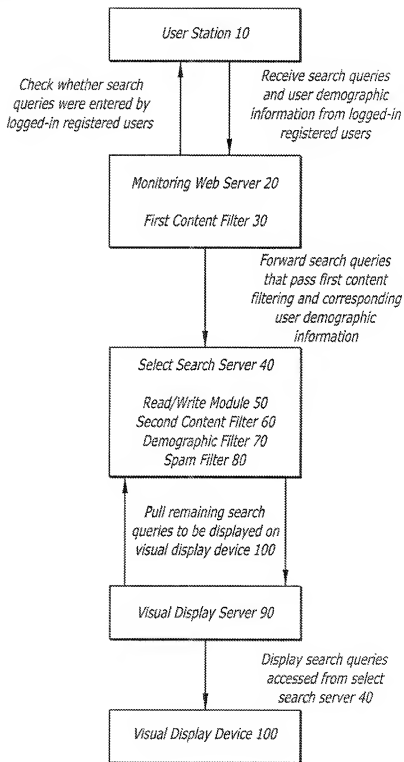 User Station 10
Check whether search
queries were entered by
logged-in registered users
Receive search queries
and user demographic
information from logged-in
registered users
Monitoring Web Server 20
First Content Filter 30
Forward search queries
that pass first content
filtering and corresponding
user demographic
information
Select Search Server 40
Read/Write Module 50
Second Content Filter 60
Demographic Filter 70
Spam Filter 80
Pull remaining search
queries to be displayed on
visual display device 100
Visual Display Server 90
Display search queries
accessed from select
search server 40
Visual Display Device 100